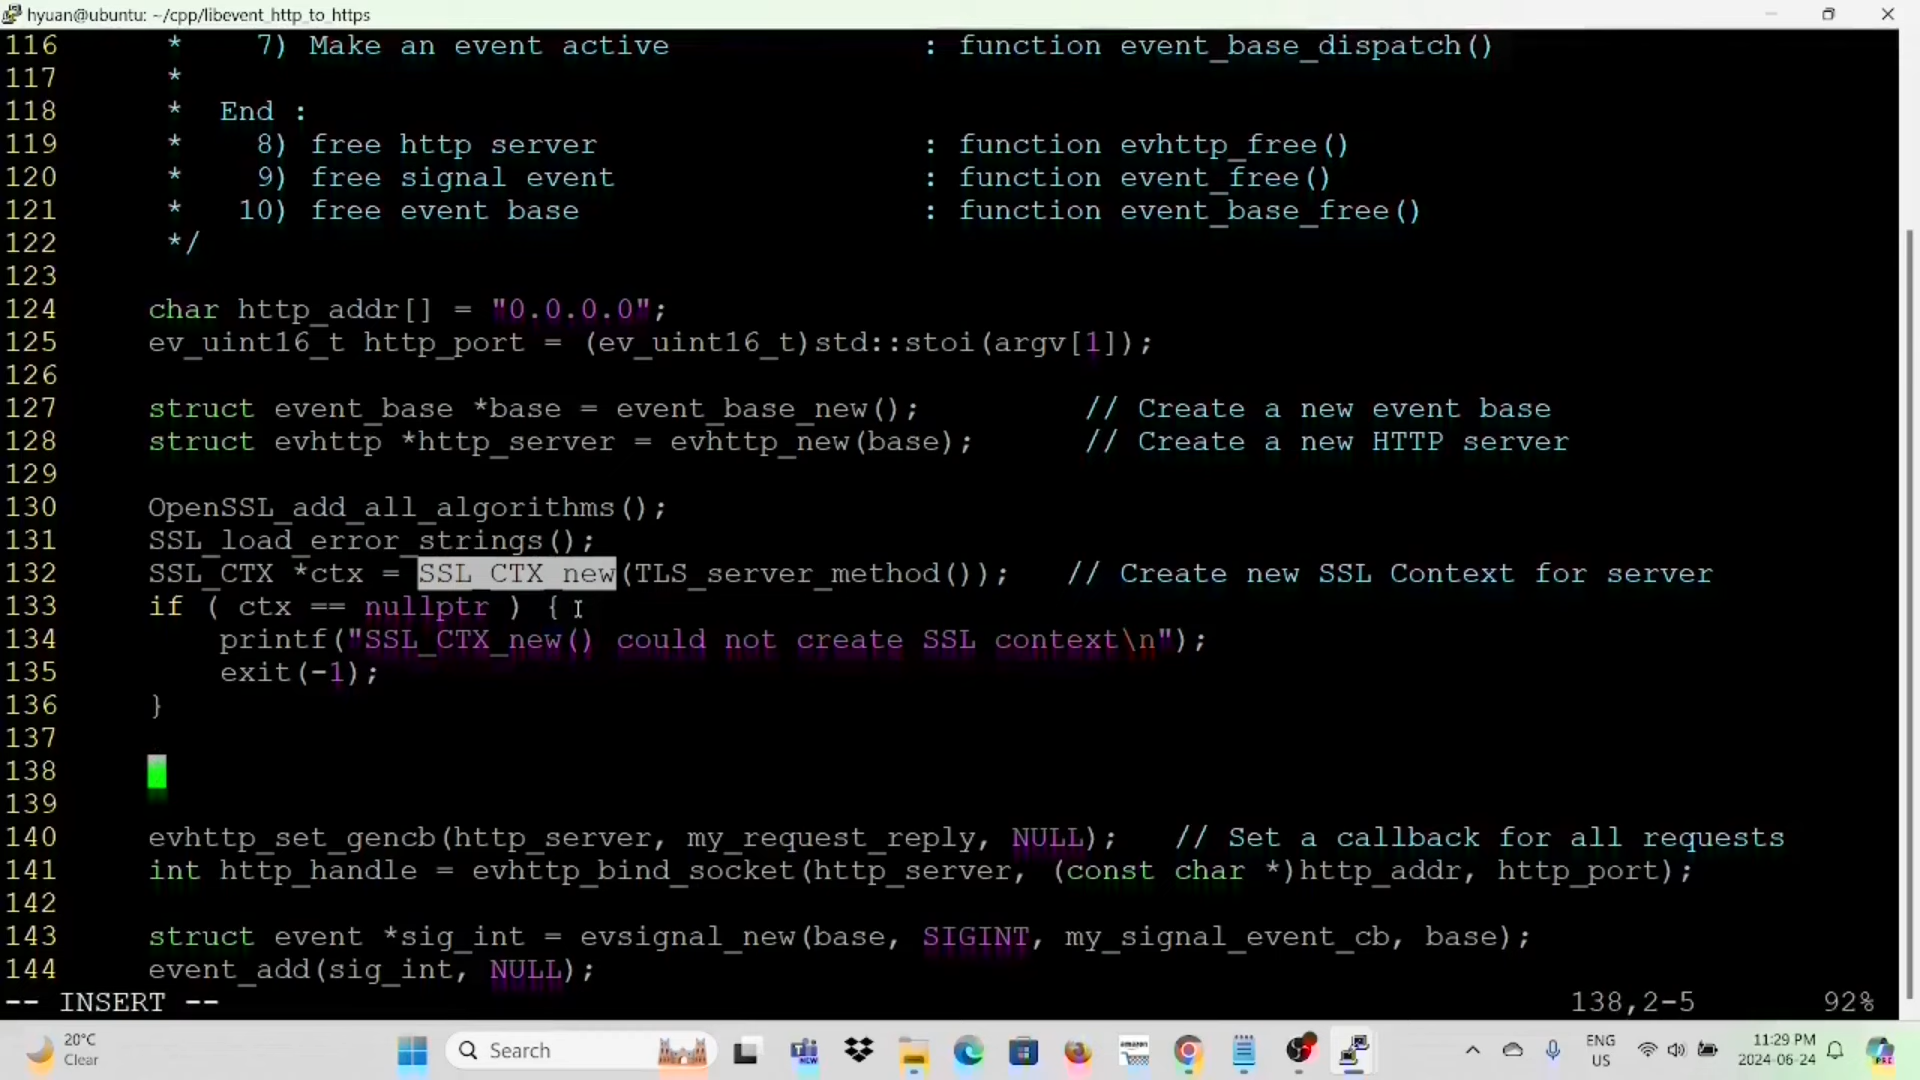 hyuan@ubuntu: ~/cpp/libevent_http_to_https
116      *    7) Make an event active              : function event_base_dispatch()
117      *
118      *  End :
119      *    8) free http server                  : function evhttp_free()
120      *    9) free signal event                 : function event_free()
121      *   10) free event base                   : function event_base_free()
122      */
123
124     char http_addr[] = "0.0.0.0";
125     ev_uint16_t http_port = (ev_uint16_t)std::stoi(argv[1]);
126
127     struct event_base *base = event_base_new();         // Create a new event base
128     struct evhttp *http_server = evhttp_new(base);      // Create a new HTTP server
129
130     OpenSSL_add_all_algorithms();
131     SSL_load_error_strings();
132     SSL_CTX *ctx = SSL_CTX_new(TLS_server_method());   // Create new SSL Context for server
133     if ( ctx == nullptr ) {
134         printf("SSL_CTX_new() could not create SSL context\n");
135         exit(-1);
136     }
137
138
139
140     evhttp_set_gencb(http_server, my_request_reply, NULL);   // Set a callback for all requests
141     int http_handle = evhttp_bind_socket(http_server, (const char *)http_addr, http_port);
142
143     struct event *sig_int = evsignal_new(base, SIGINT, my_signal_event_cb, base);
144     event_add(sig_int, NULL);
-- INSERT --                                                    138,2-5       92%
20°C
Clear
Search
NEW
amazon
ENG
US
11:29 PM
2024-06-24
PRE